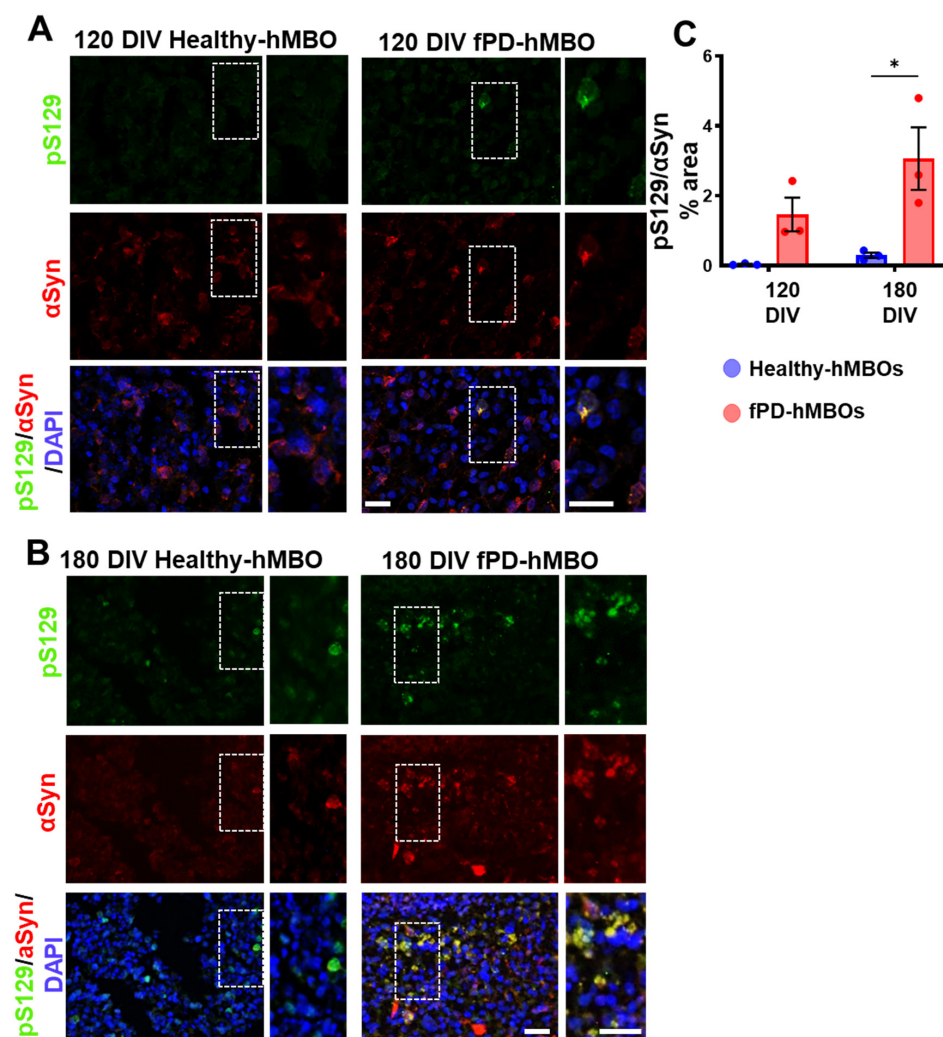 A
120 DIV Healthy-hMBO
120 DIV fPD-hMBO
pS129
αSyn
pS129/αSyn
/DAPI
B
180 DIV Healthy-hMBO
180 DIV fPD-hMBO
pS129
αSyn
pS129/aSyn/
DAPI
C
pS129/αSyn
% area
6
4
2
0
*
120
DIV
180
DIV
Healthy-hMBOs
fPD-hMBOs